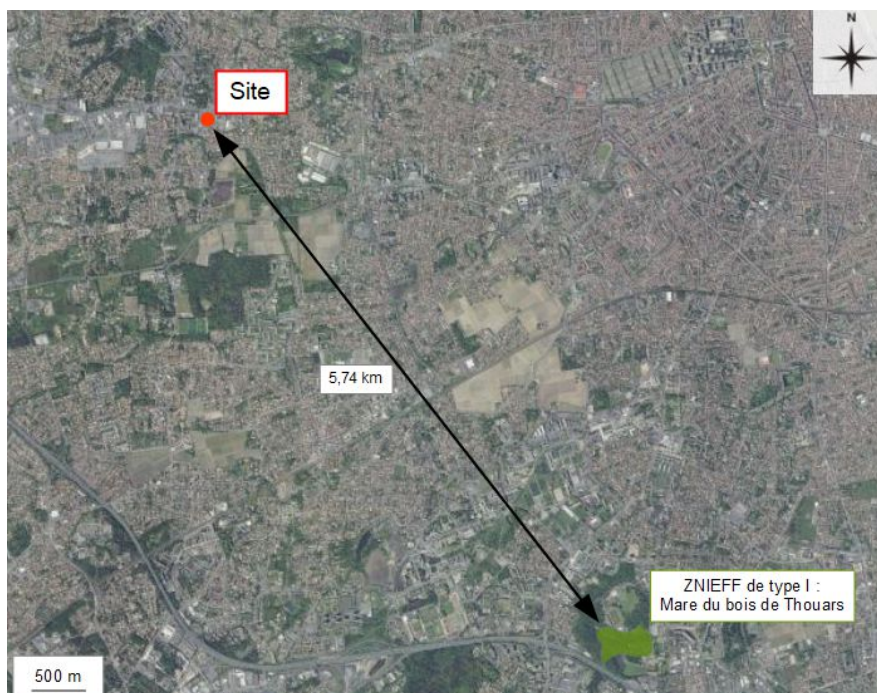 N
Site
5,74 km
ZNIEFF de type I :
Mare du bois de Thouars
500 m